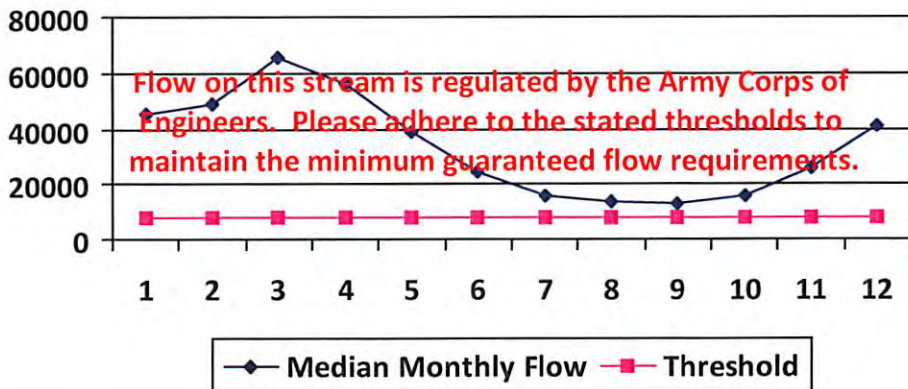 80000
60000
40000
20000
0
Flow on this stream is regulated by the Army Corps of
Engineers. Please adhere to the stated thresholds to
maintain the minimum guaranteed flow requirements.
1 2 3 4 5 6 7 8 9 10 11 12
Median Monthly Flow Threshold